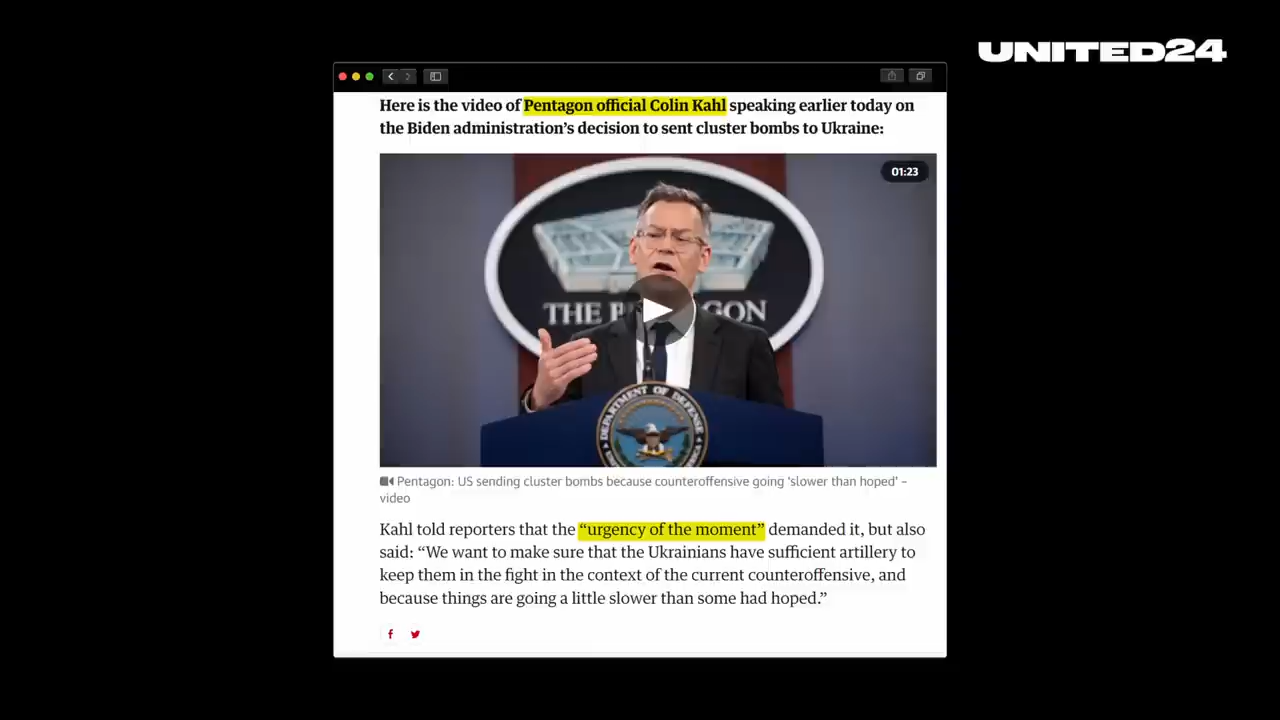 UNITED24
Here is the video of Pentagon official Colin Kahl speaking earlier today on
the Biden administration’s decision to sent cluster bombs to Ukraine:
01:23
THE PENTAGON
DEPARTMENT OF DEFENSE
Pentagon: US sending cluster bombs because counteroffensive going ‘slower than hoped’ –
video
Kahl told reporters that the “urgency of the moment” demanded it, but also
said: “We want to make sure that the Ukrainians have sufficient artillery to
keep them in the fight in the context of the current counteroffensive, and
because things are going a little slower than some had hoped.”